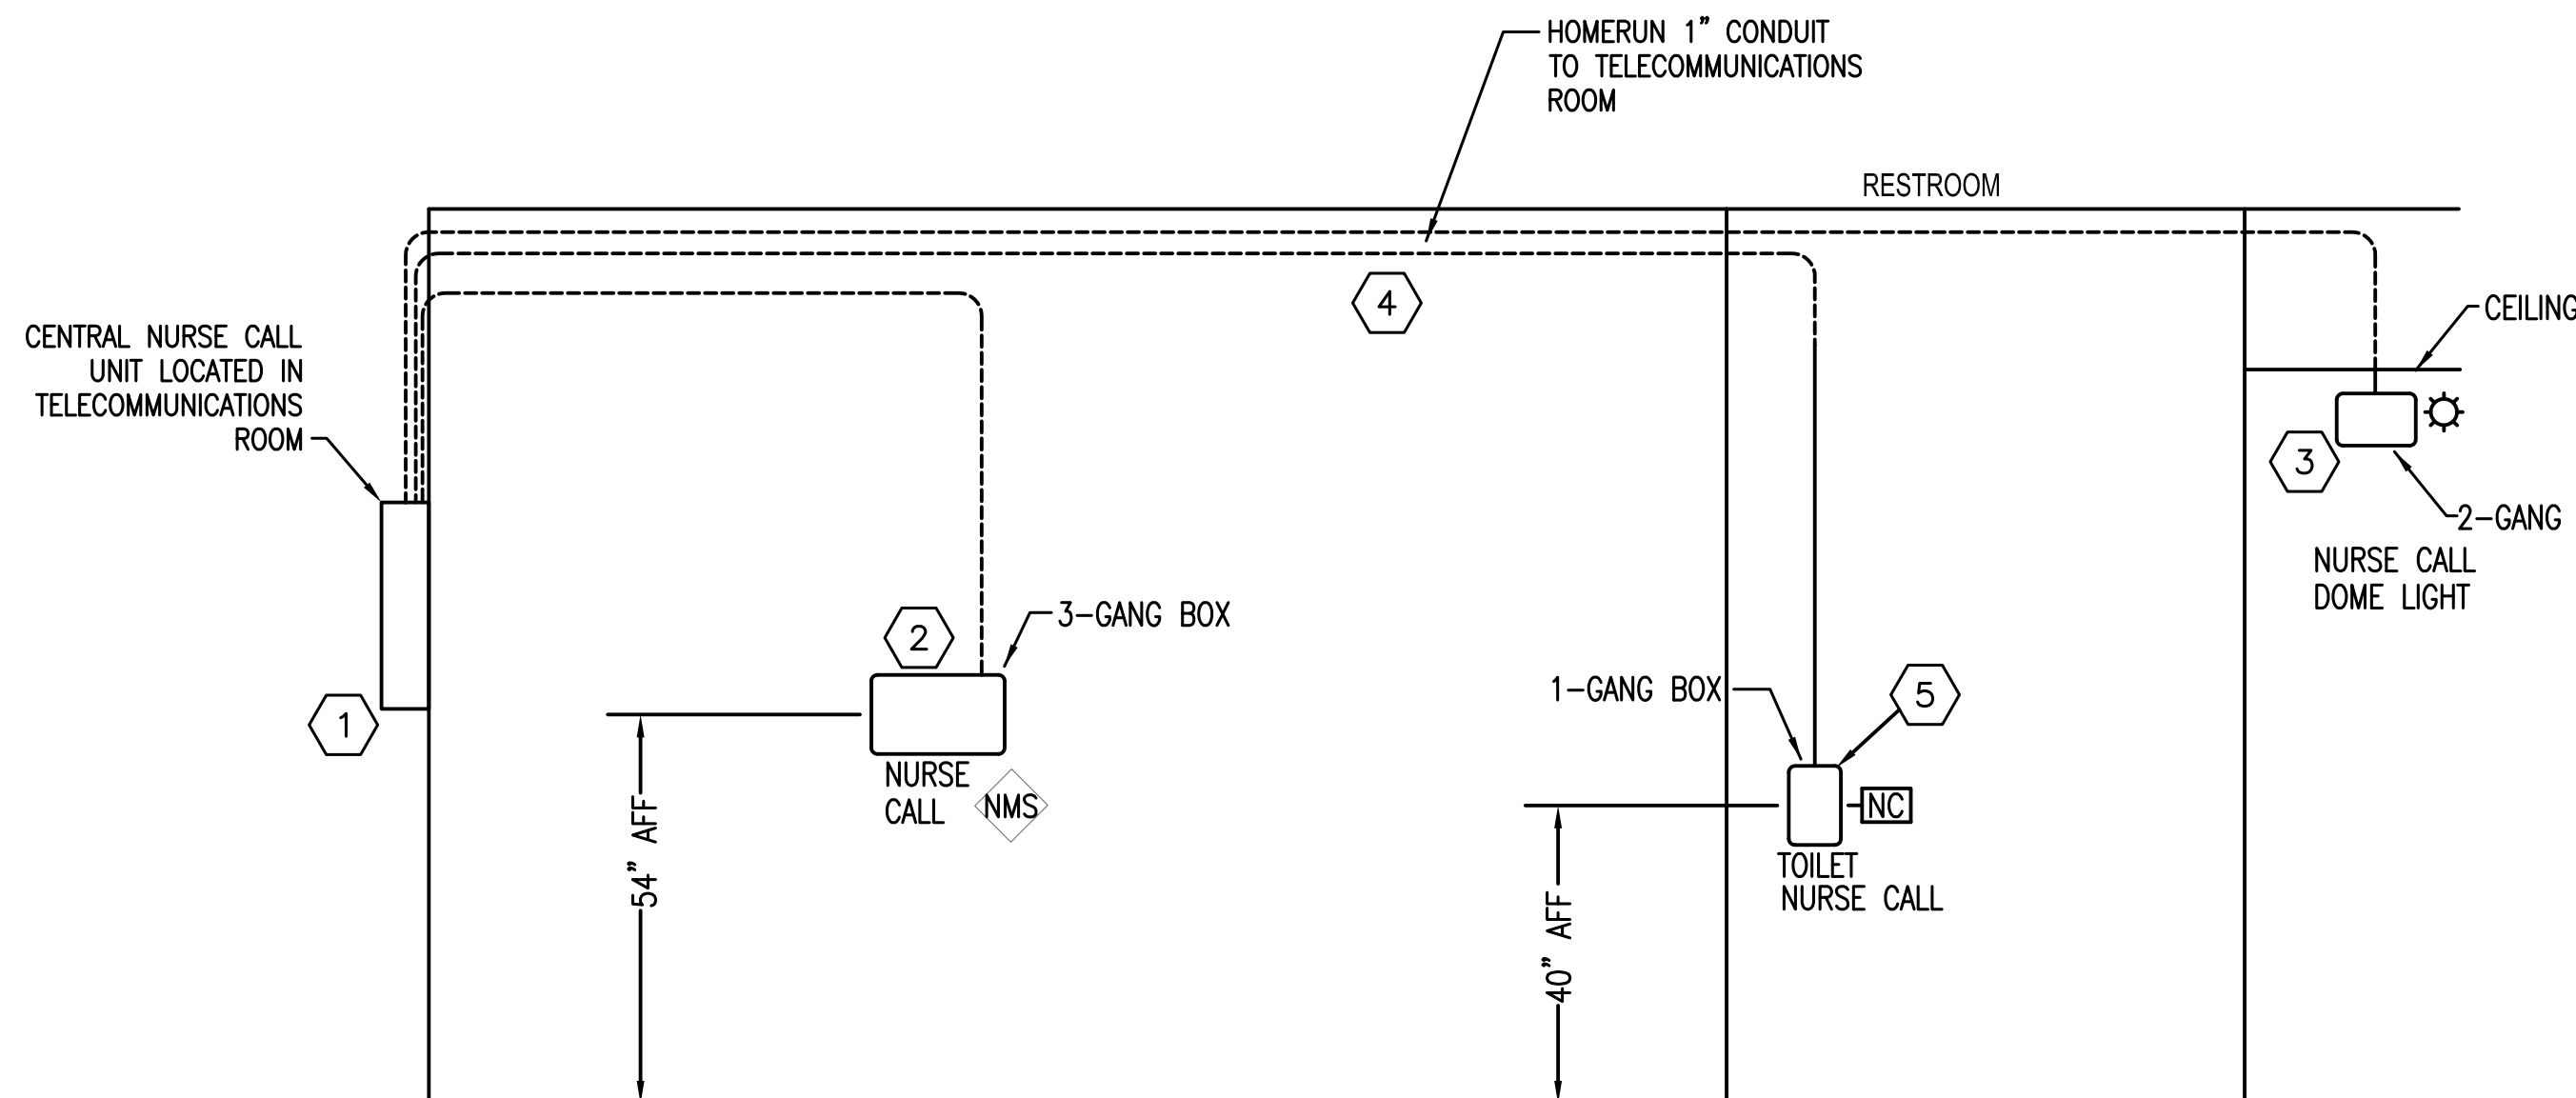 HOMERUN 1” CONDUIT
TO TELECOMMUNICATIONS
ROOM
RESTROOM
4
CENTRAL NURSE CALL
UNIT LOCATED IN
TELECOMMUNICATIONS
ROOM
CEILING
3
2-GANG
NURSE CALL
DOME LIGHT
2
3-GANG BOX
1
1-GANG BOX
5
NURSE
CALL
NMS
NC
54” AFF
TOILET
NURSE CALL
40” AFF